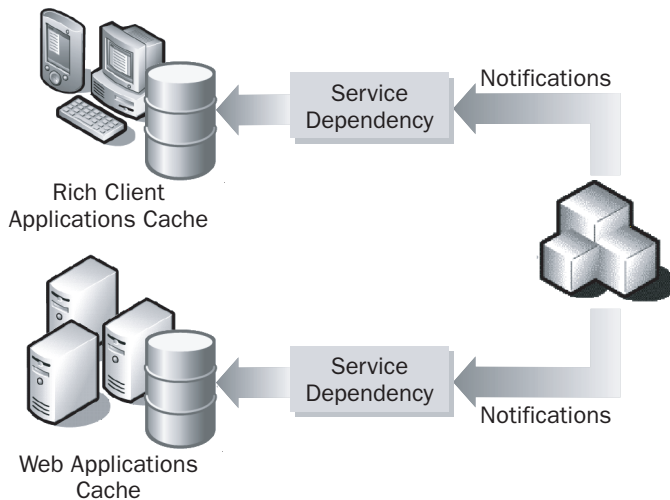 Notifications
Service
Dependency
Rich Client
Applications Cache
Service
Dependency
Notifications
Web Applications
Cache